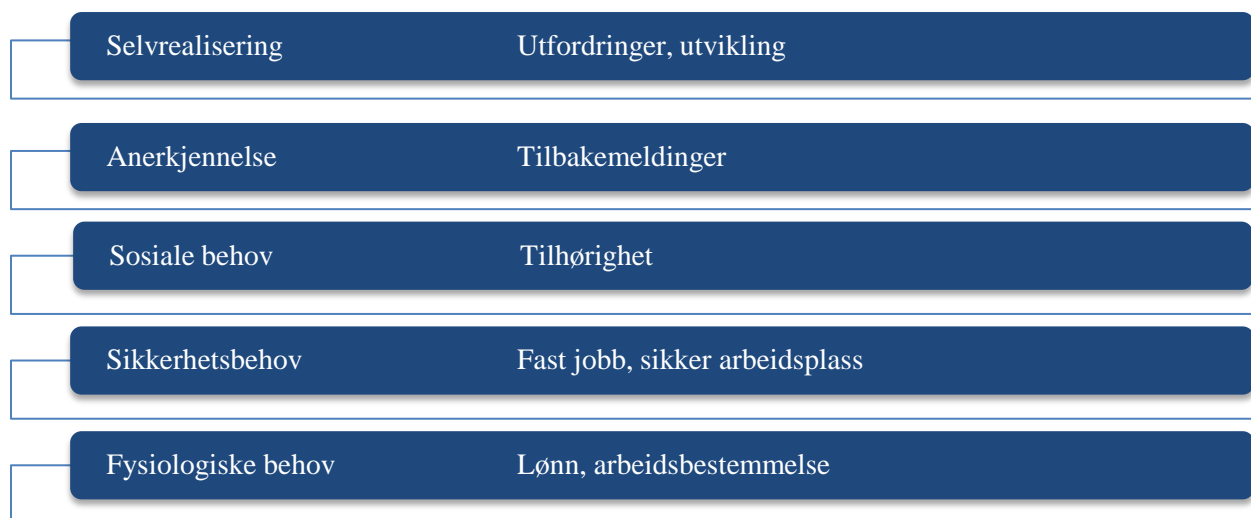 Selvrealisering Utfordringer, utvikling
Anerkjennelse Tilbakemeldinger
Sosiale behov Tilhørighet
Sikkerhetsbehov Fast jobb, sikker arbeidsplass
Fysiologiske behov Lønn, arbeidsbestemmelse